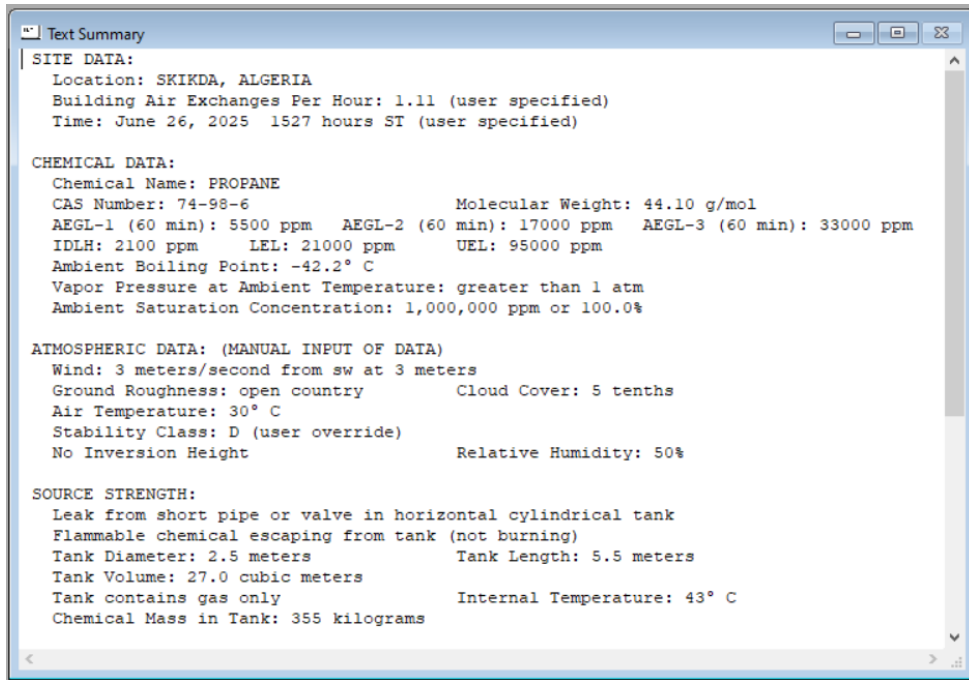 Text Summary
SITE DATA:
Location: SKIKDA, ALGERIA
Building Air Exchanges Per Hour: 1.11 (user specified)
Time: June 26, 2025  1527 hours ST (user specified)
CHEMICAL DATA:
Chemical Name: PROPANE
CAS Number: 74-98-6 Molecular Weight: 44.10 g/mol
AEGL-1 (60 min): 5500 ppm AEGL-2 (60 min): 17000 ppm AEGL-3 (60 min): 33000 ppm
IDLH: 2100 ppm LEL: 21000 ppm UEL: 95000 ppm
Ambient Boiling Point: -42.2° C
Vapor Pressure at Ambient Temperature: greater than 1 atm
Ambient Saturation Concentration: 1,000,000 ppm or 100.0%
ATMOSPHERIC DATA: (MANUAL INPUT OF DATA)
Wind: 3 meters/second from sw at 3 meters
Ground Roughness: open country Cloud Cover: 5 tenths
Air Temperature: 30° C
Stability Class: D (user override)
No Inversion Height Relative Humidity: 50%
SOURCE STRENGTH:
Leak from short pipe or valve in horizontal cylindrical tank
Flammable chemical escaping from tank (not burning)
Tank Diameter: 2.5 meters Tank Length: 5.5 meters
Tank Volume: 27.0 cubic meters
Tank contains gas only Internal Temperature: 43° C
Chemical Mass in Tank: 355 kilograms